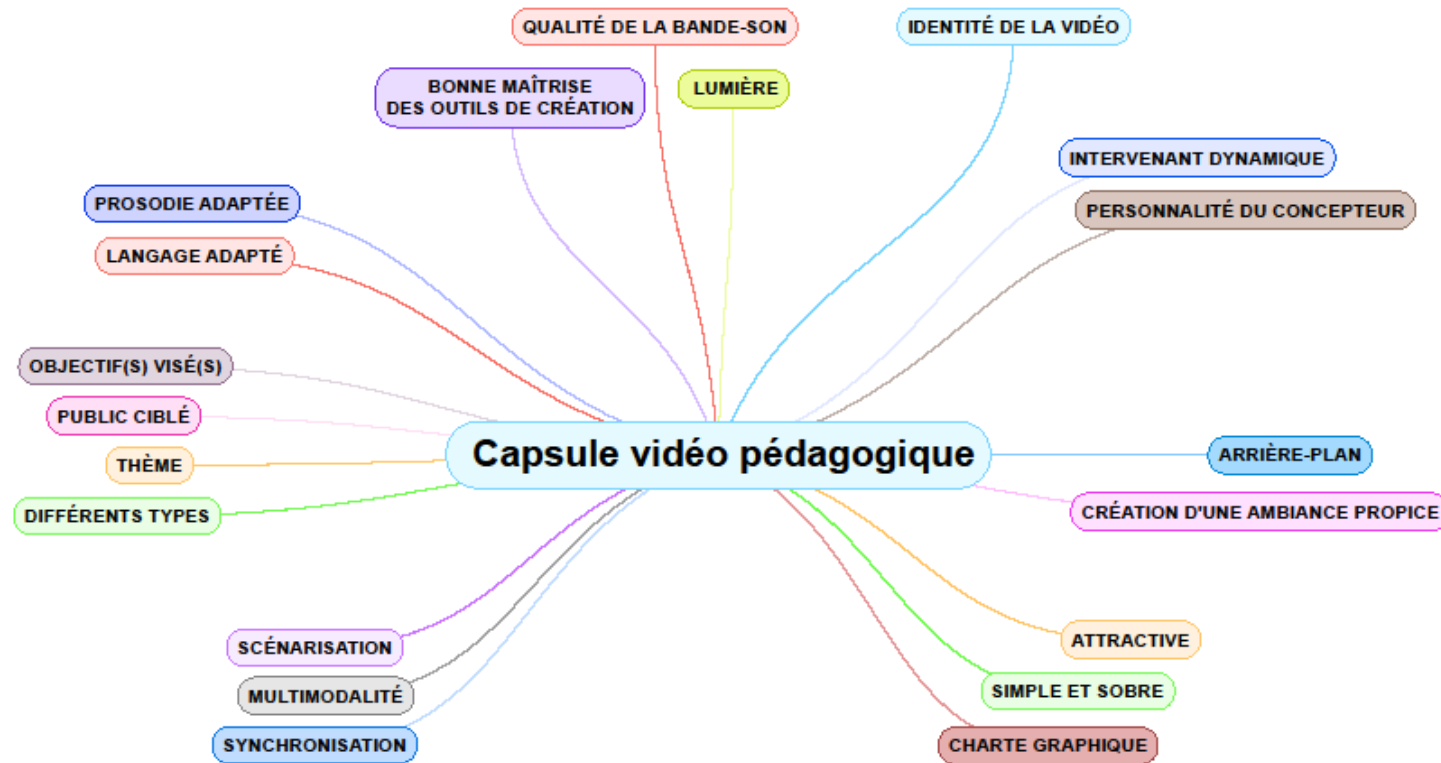 QUALITÉ DE LA BANDE-SON
IDENTITÉ DE LA VIDÉO
BONNE MAÎTRISE
DES OUTILS DE CRÉATION
LUMIÈRE
INTERVENANT DYNAMIQUE
PROSODIE ADAPTÉE
PERSONNALITÉ DU CONCEPTEUR
LANGAGE ADAPTÉ
OBJECTIF(S) VISÉ(S)
PUBLIC CIBLÉ
Capsule vidéo pédagogique
ARRIÈRE-PLAN
THÈME
CRÉATION D'UNE AMBIANCE PROPICE
DIFFÉRENTS TYPES
SCÉNARISATION
ATTRACTIVE
MULTIMODALITÉ
SIMPLE ET SOBRE
SYNCHRONISATION
CHARTE GRAPHIQUE